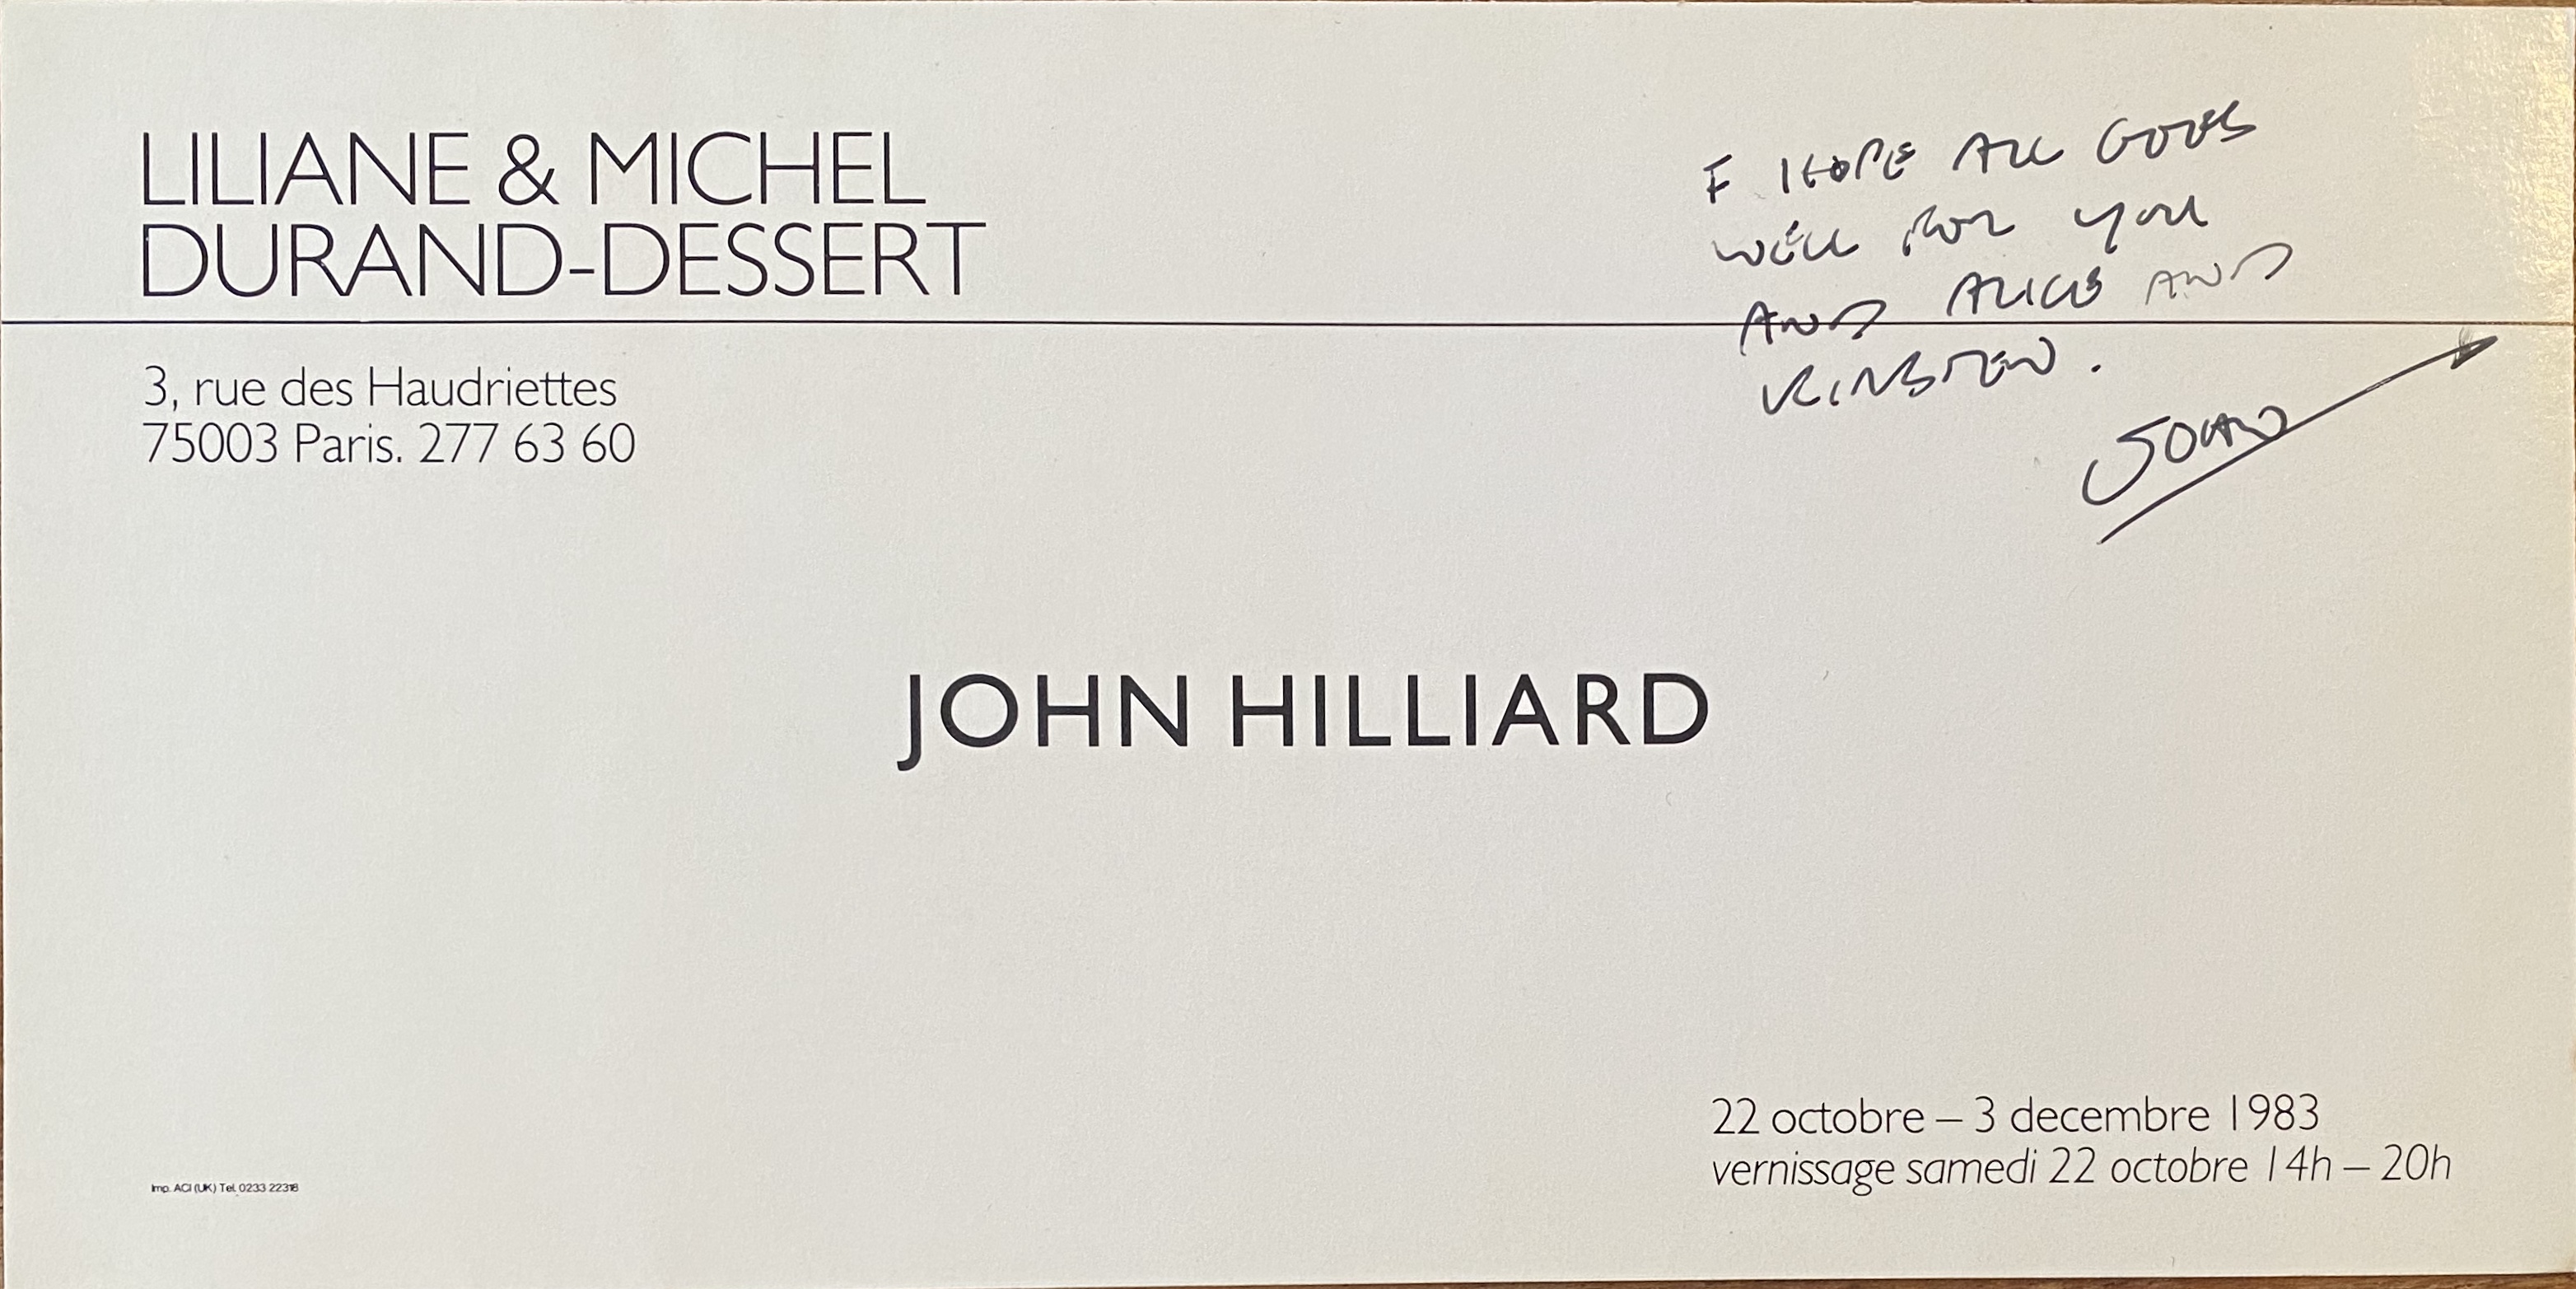 LILIANE & MICHEL
DURAND-DESSERT
3, rue des Haudriettes
75003 Paris. 277 63 60
I HOPE ALL GOES
WELL FOR YOU
AND ALICE AND
KIRSTEN.
JOHN
JOHN HILLIARD
22 octobre – 3 decembre 1983
vernissage samedi 22 octobre 14h – 20h
Imp. ACI (UK) Tel. 0233 22318